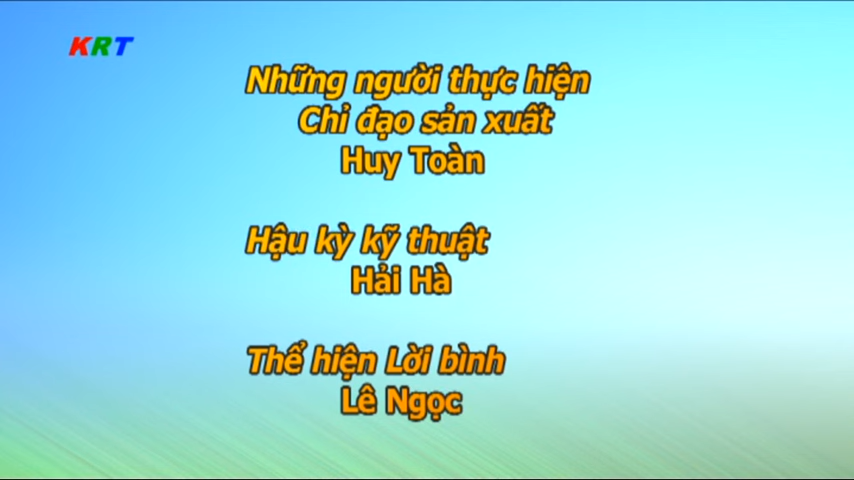 KRT
Những người thực hiện
Chỉ đạo sản xuất
Huy Toàn
Hậu kỳ kỹ thuật
Hải Hà
Thể hiện Lời bình
Lê Ngọc